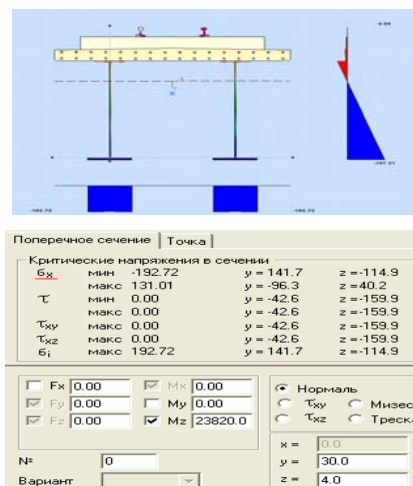 Поперечное сечение Точка
Критические напряжения в сечении
σx мин -192.72 y = 141.7 z = -114.9
макс 131.01 y = -96.3 z = 40.2
τ мин 0.00 y = -42.6 z = -159.9
макс 0.00 y = -42.6 z = -159.9
τxy макс 0.00 y = -42.6 z = -159.9
τxz макс 0.00 y = -42.6 z = -159.9
σi макс 192.72 y = 141.7 z = -114.9
Fx 0.00 Mx 0.00 Нормаль
Fy 0.00 My 0.00 τxy Мизес
Fz 0.00 Mz 23820.0 τxz Треска
x = 0.0
№ 0 y = 30.0
Вариант z = 4.0